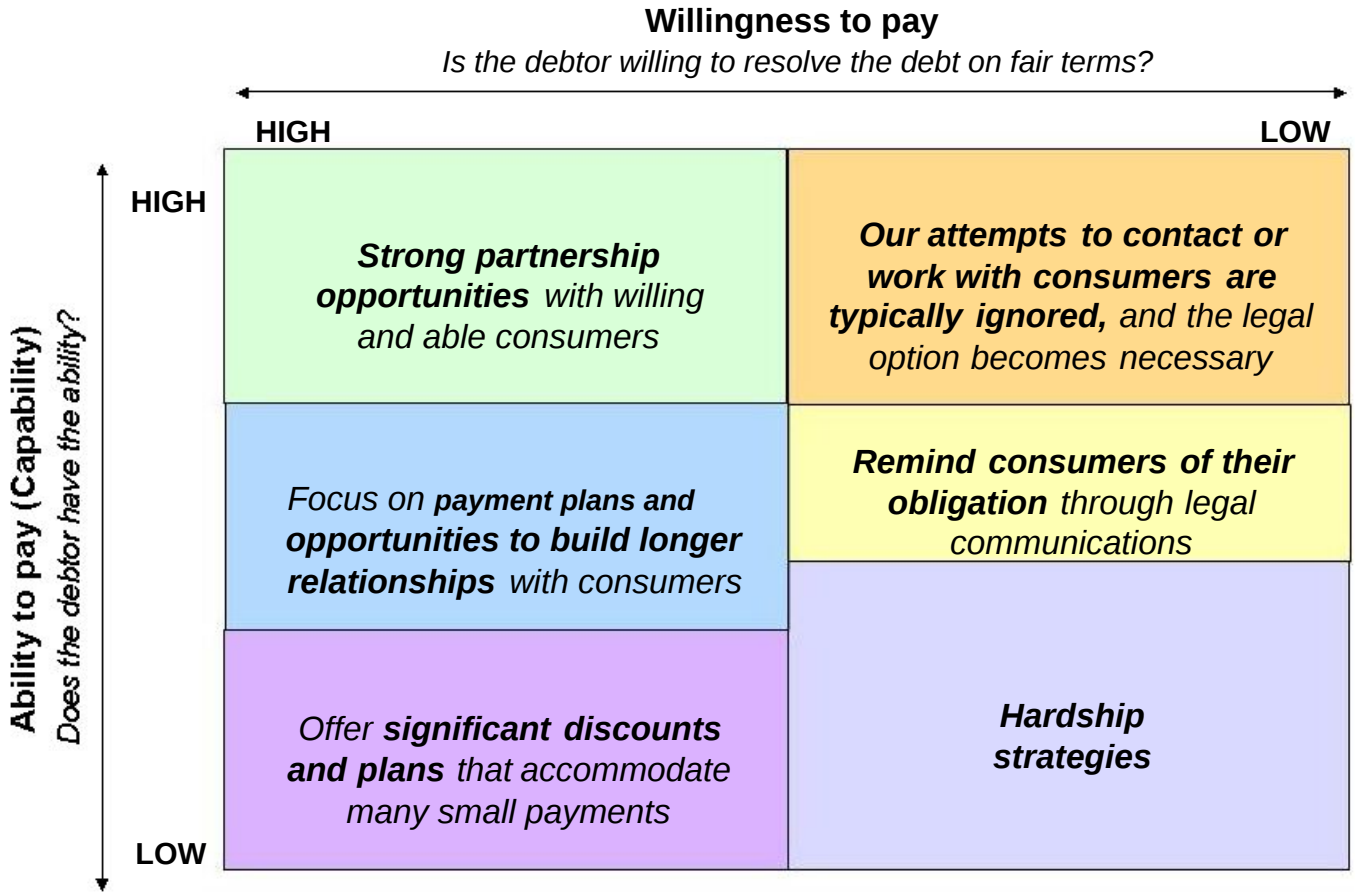 Willingness to pay
Is the debtor willing to resolve the debt on fair terms?
HIGH
LOW
HIGH
LOW
Ability to pay (Capability)
Does the debtor have the ability?
Strong partnership
opportunities with willing
and able consumers
Our attempts to contact or
work with consumers are
typically ignored, and the legal
option becomes necessary
Focus on payment plans and
opportunities to build longer
relationships with consumers
Remind consumers of their
obligation through legal
communications
Offer significant discounts
and plans that accommodate
many small payments
Hardship
strategies